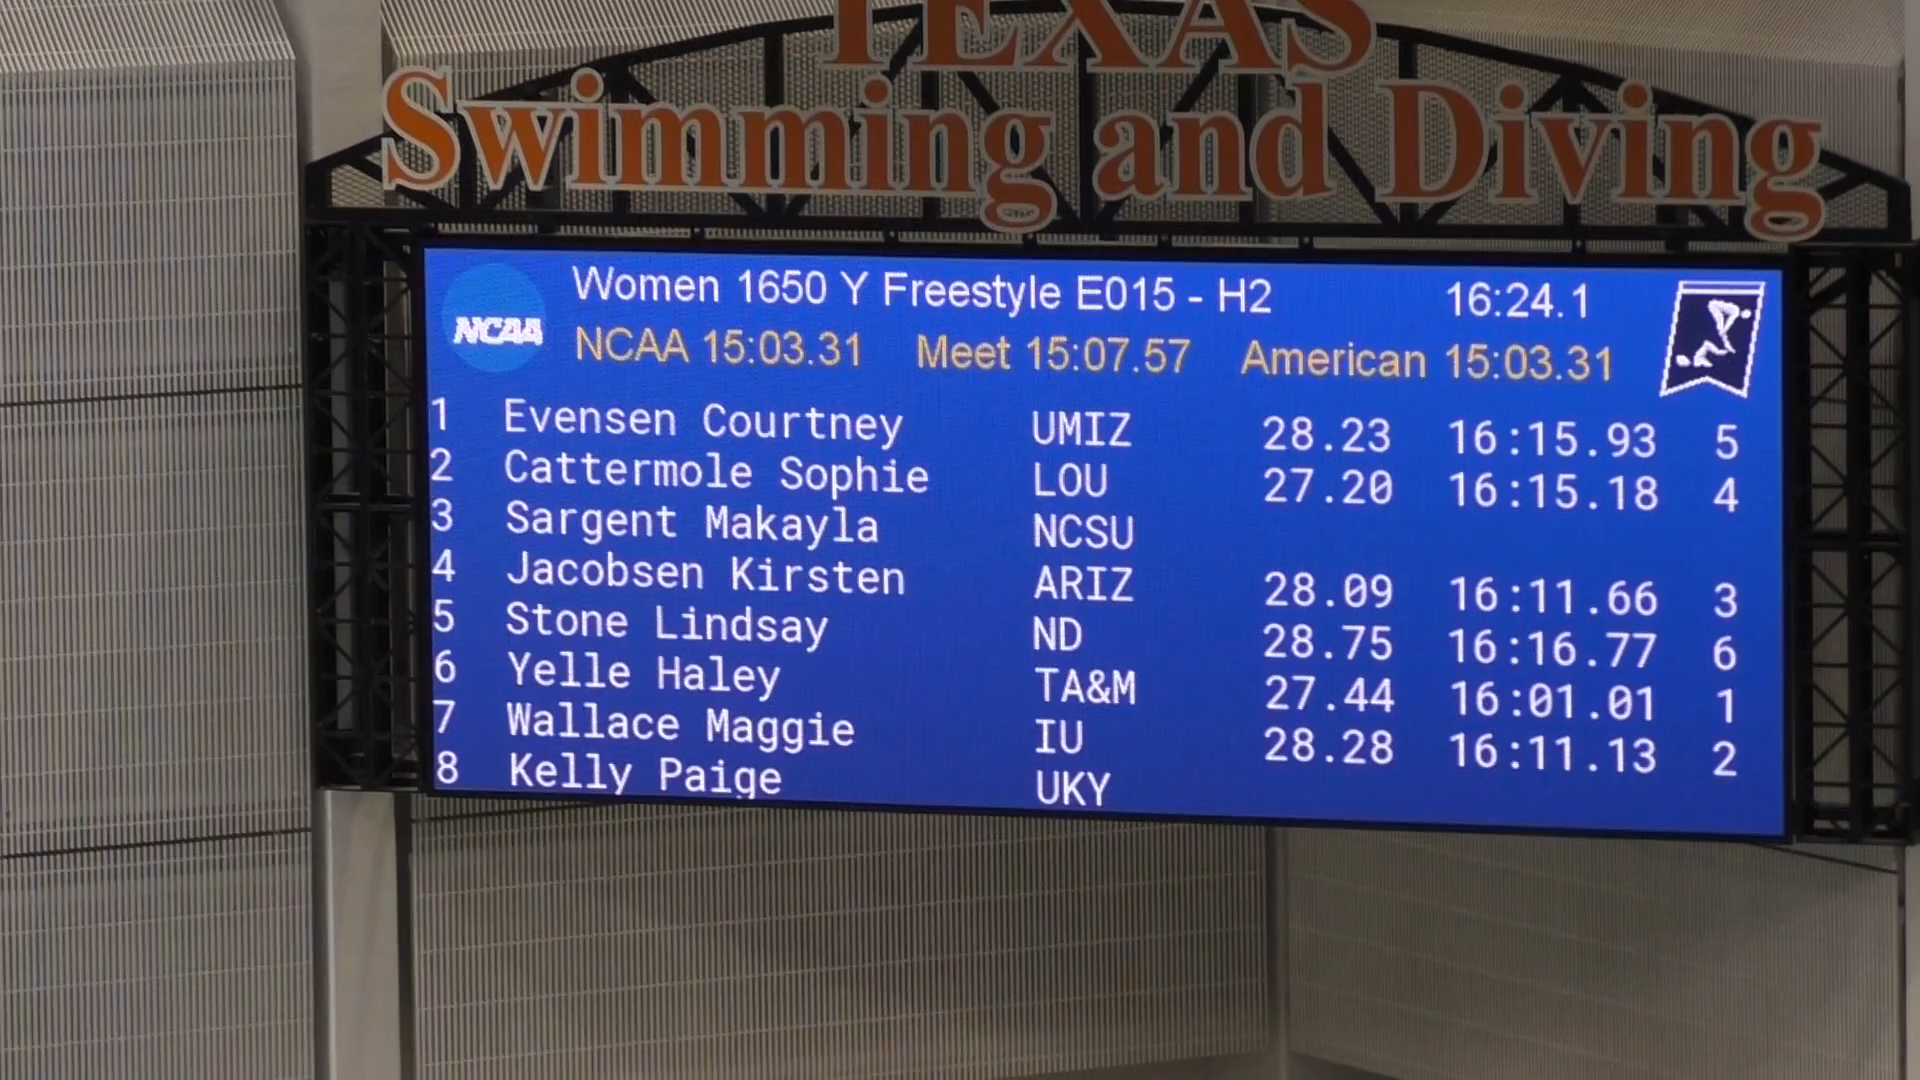 TEXAS
Swimming and Diving
NCAA
Women 1650 Y Freestyle E015 - H2 16:24.1
NCAA 15:03.31 Meet 15:07.57 American 15:03.31
1 Evensen Courtney UMIZ 28.23 16:15.93 5
2 Cattermole Sophie LOU 27.20 16:15.18 4
3 Sargent Makayla NCSU
4 Jacobsen Kirsten ARIZ 28.09 16:11.66 3
5 Stone Lindsay ND 28.75 16:16.77 6
6 Yelle Haley TA&M 27.44 16:01.01 1
7 Wallace Maggie IU 28.28 16:11.13 2
8 Kelly Paige UKY